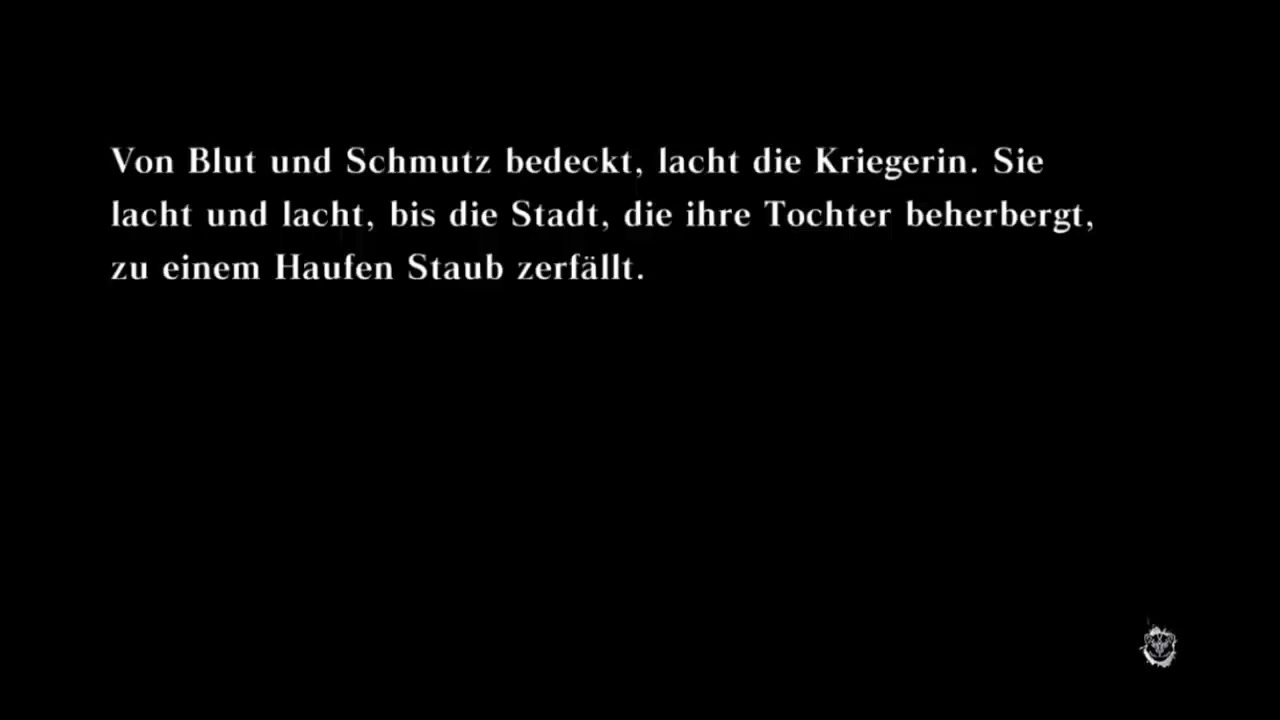 Von Blut und Schmutz bedeckt, lacht die Kriegerin. Sie
lacht und lacht, bis die Stadt, die ihre Tochter beherbergt,
zu einem Haufen Staub zerfällt.